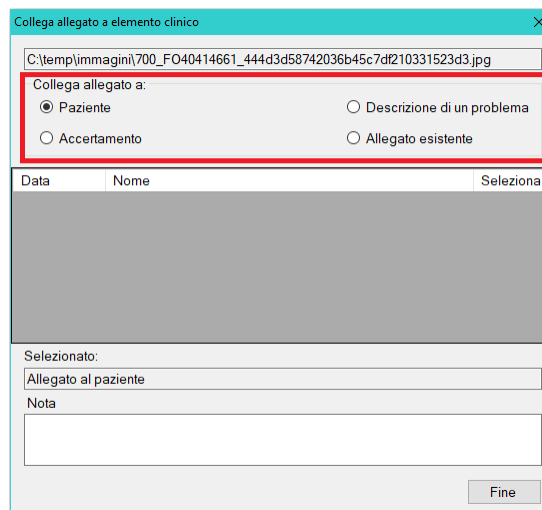 Collega allegato a elemento clinico
C:\temp\immagini\700_FO40414661_444d3d58742036b45c7df210331523d3.jpg
Collega allegato a:
Paziente Descrizione di un problema
Accertamento Allegato esistente
Data Nome Seleziona
Selezionato:
Allegato al paziente
Nota
Fine